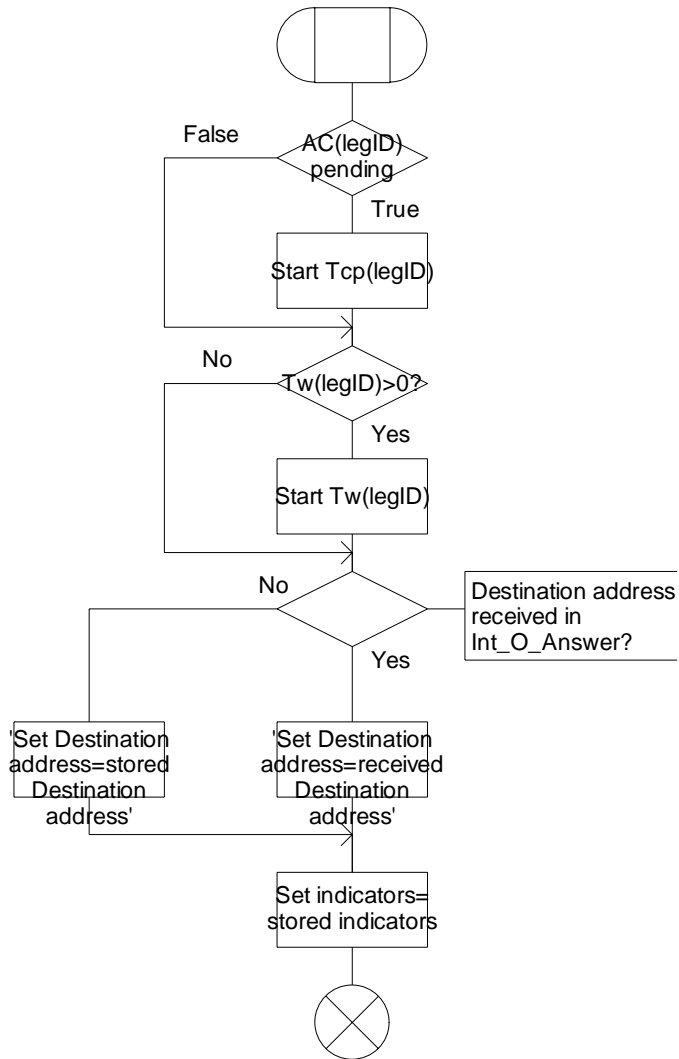 False
AC(legID)
pending
True
Start Tcp(legID)
No
Tw(legID)>0?
Yes
Start Tw(legID)
No
Destination address
received in
Int_O_Answer?
Yes
'Set Destination
address=stored
Destination
address'
'Set Destination
address=received
Destination
address'
Set indicators=
stored indicators